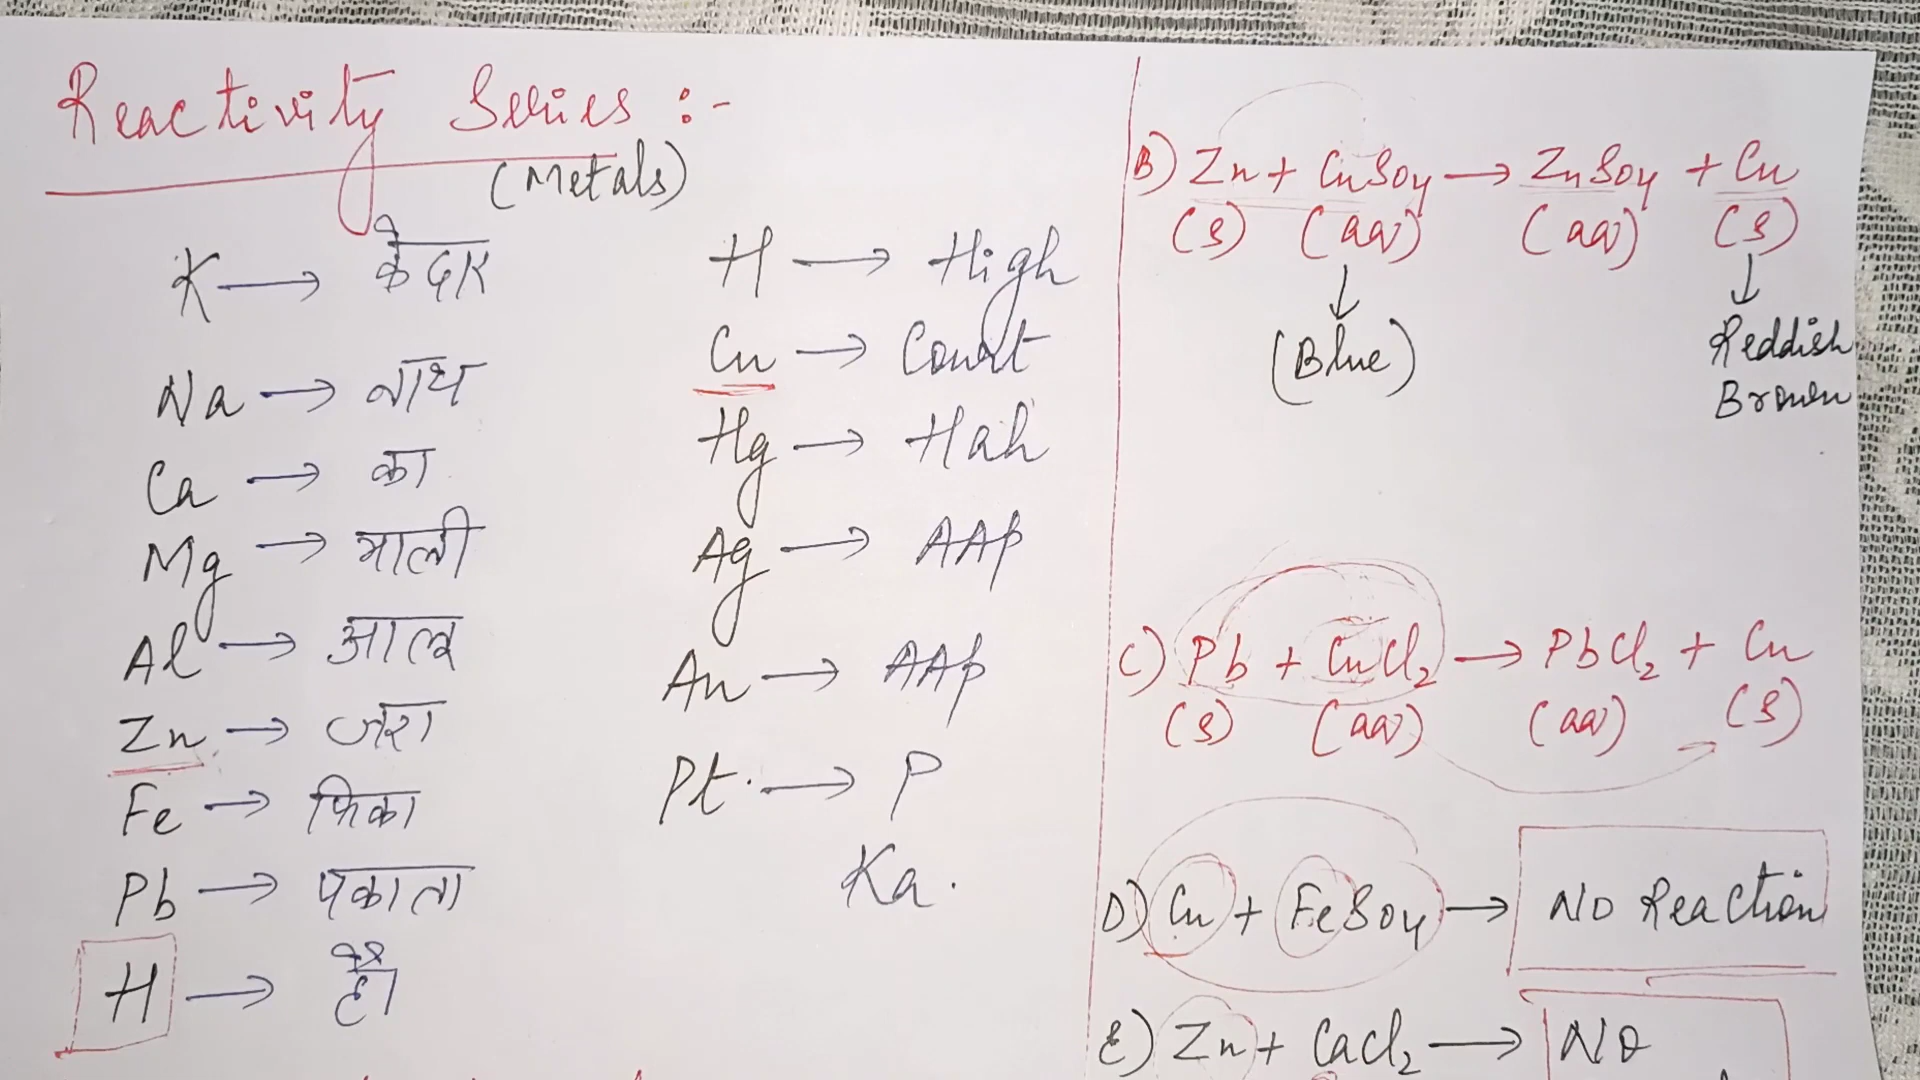 Reactivity Series :-
(Metals)
K → केदार
Na → नाथ
Ca → का
Mg → माली
Al → आलू
Zn → जरा
Fe → फिका
Pb → पकाता
H → है।
H → High
Cu → Court
Hg → Hah
Ag → AAP
Au → AAp
Pt. → P
Ka.
B) Zn + CuSO4 → ZnSO4 + Cu
(s) (aq) (aq) (s)
↓ ↓
(Blue) Reddish
Brown
C) Pb + CuCl2 → PbCl2 + Cu
(s) (aq) (aq) (s)
D) Cu + FeSO4 → NO Reaction
E) Zn + CaCl2 → NO